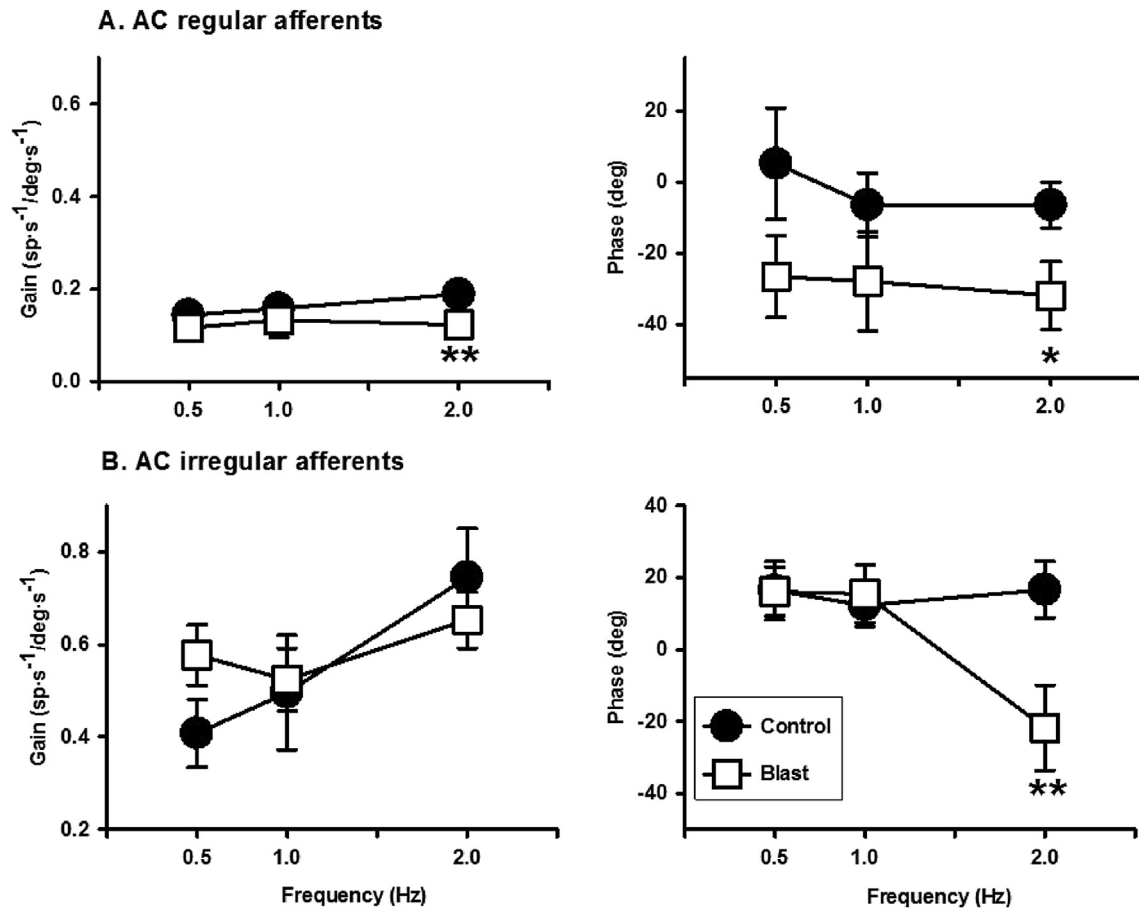 A. AC regular afferents
Gain (sp·s⁻¹/deg·s⁻¹)
0.6
0.4
0.2
0.0
0.5 1.0 2.0
**
Phase (deg)
20
0
-20
-40
0.5 1.0 2.0
*
B. AC irregular afferents
Gain (sp·s⁻¹/deg·s⁻¹)
0.8
0.6
0.4
0.2
0.5 1.0 2.0
Frequency (Hz)
Phase (deg)
40
20
0
-20
-40
Control
Blast
**
0.5 1.0 2.0
Frequency (Hz)